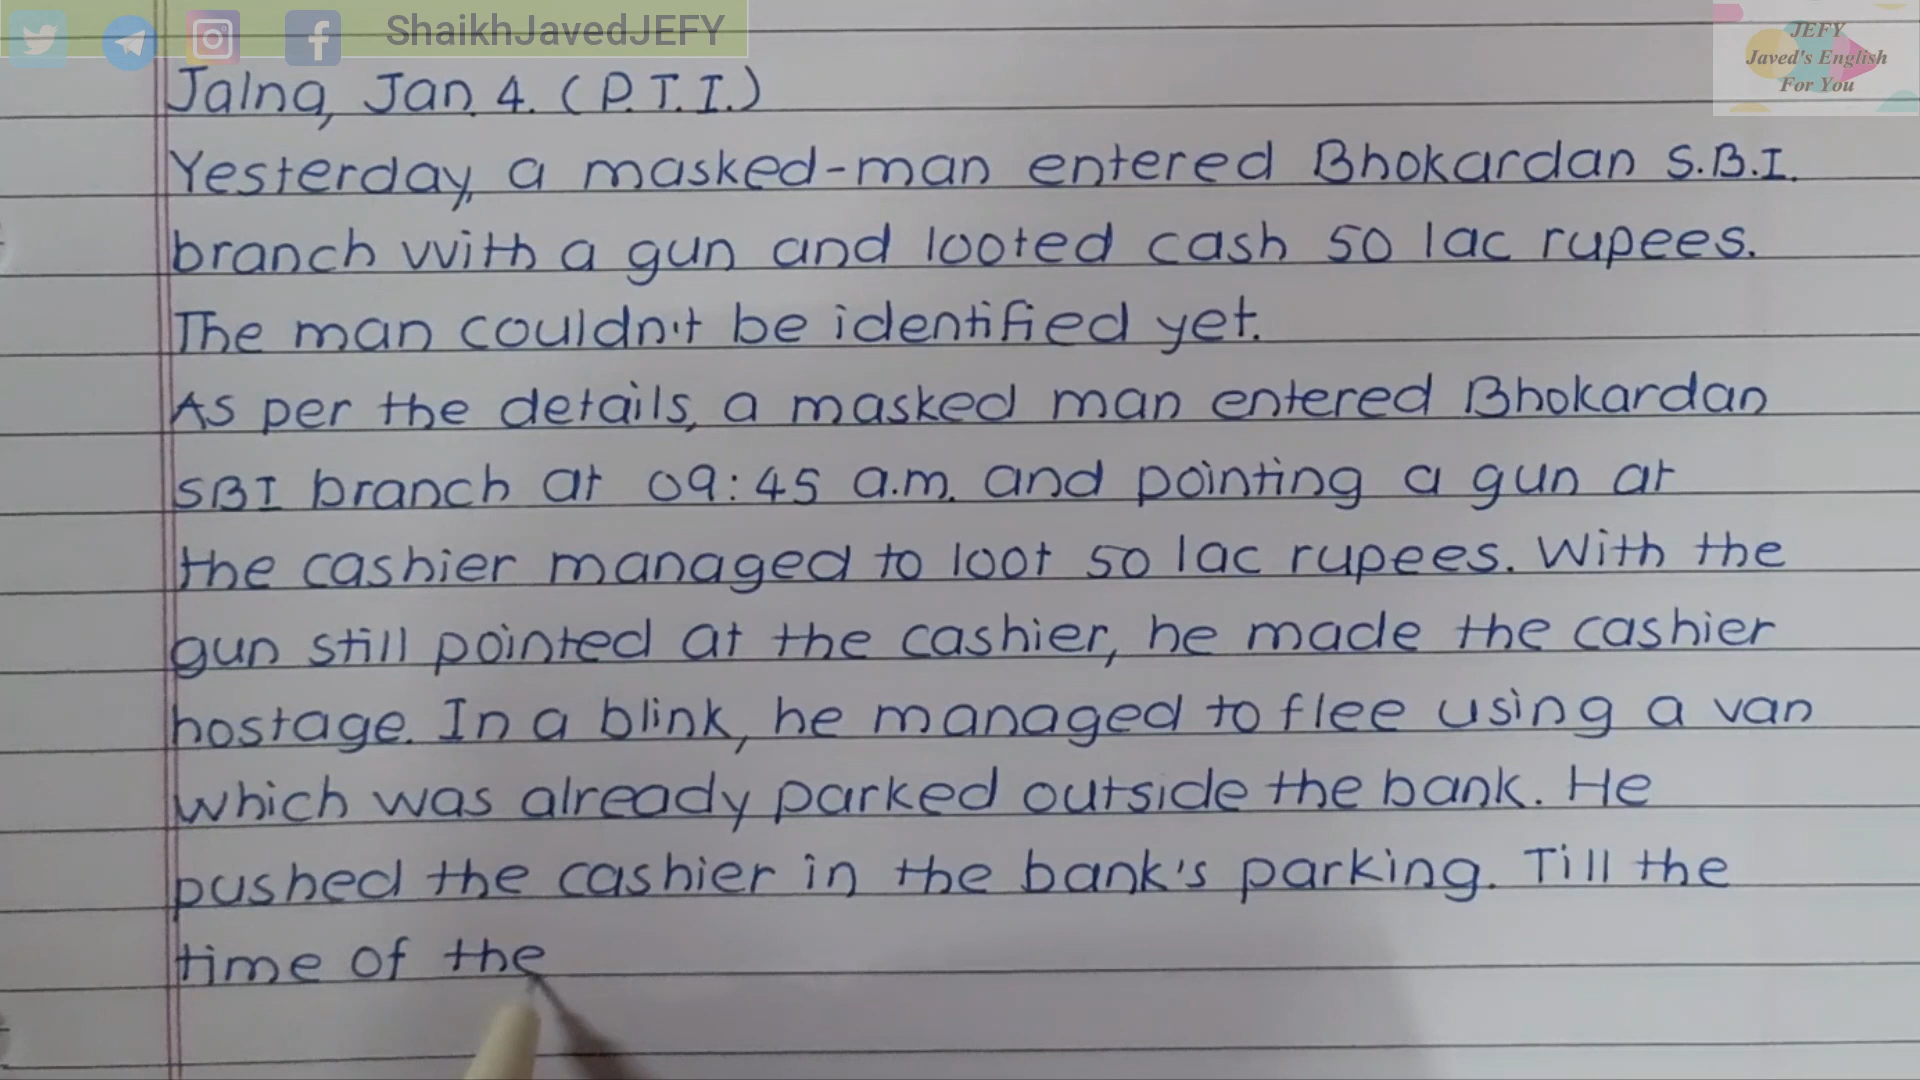 ShaikhJavedJEFY
JEFY
Javed's English
For You
Jalna, Jan. 4. (P.T.I.)
Yesterday, a masked-man entered Bhokardan S.B.I.
branch with a gun and looted cash 50 lac rupees.
The man couldn't be identified yet.
As per the details, a masked man entered Bhokardan
SBI branch at 09:45 a.m. and pointing a gun at
the cashier managed to loot 50 lac rupees. With the
gun still pointed at the cashier, he made the cashier
hostage. In a blink, he managed to flee using a van
which was already parked outside the bank. He
pushed the cashier in the bank's parking. Till the
time of the